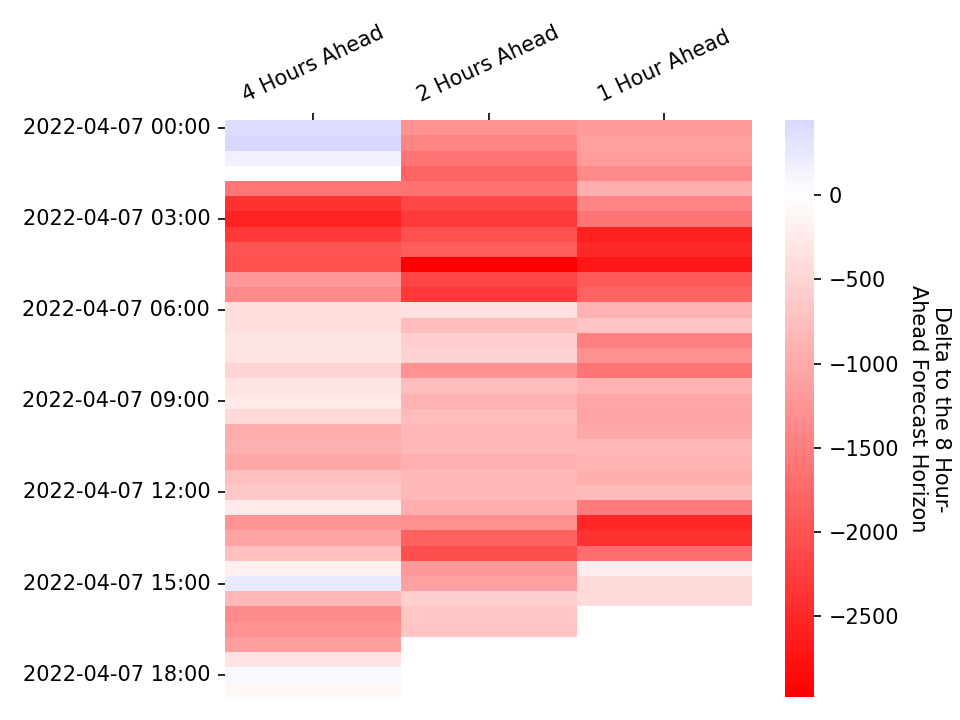 4 Hours Ahead
2 Hours Ahead
1 Hour Ahead
2022-04-07 00:00
2022-04-07 03:00
2022-04-07 06:00
2022-04-07 09:00
2022-04-07 12:00
2022-04-07 15:00
2022-04-07 18:00
0
−500
−1000
−1500
−2000
−2500
Delta to the 8 Hour-
Ahead Forecast Horizon